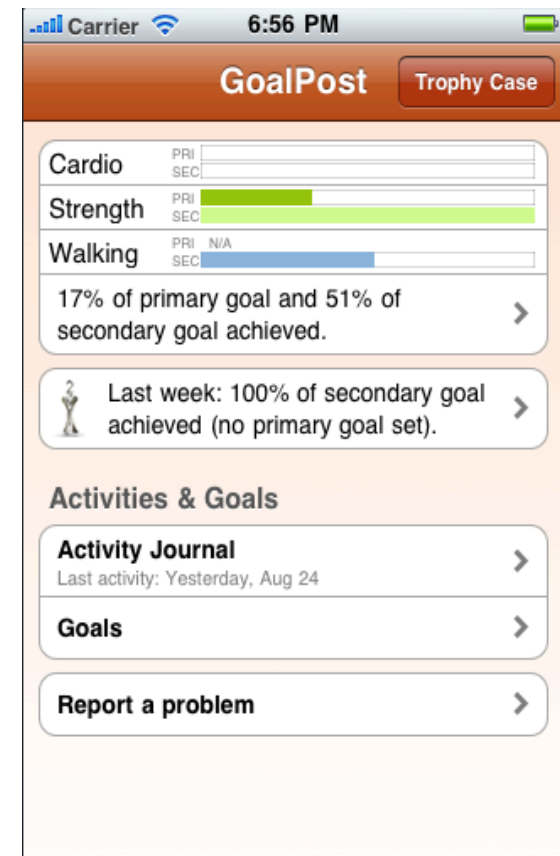 Carrier 6:56 PM
GoalPost Trophy Case
Cardio PRI
SEC
Strength PRI
SEC
Walking PRI N/A
SEC
17% of primary goal and 51% of
secondary goal achieved.
Last week: 100% of secondary goal
achieved (no primary goal set).
Activities & Goals
Activity Journal
Last activity: Yesterday, Aug 24
Goals
Report a problem